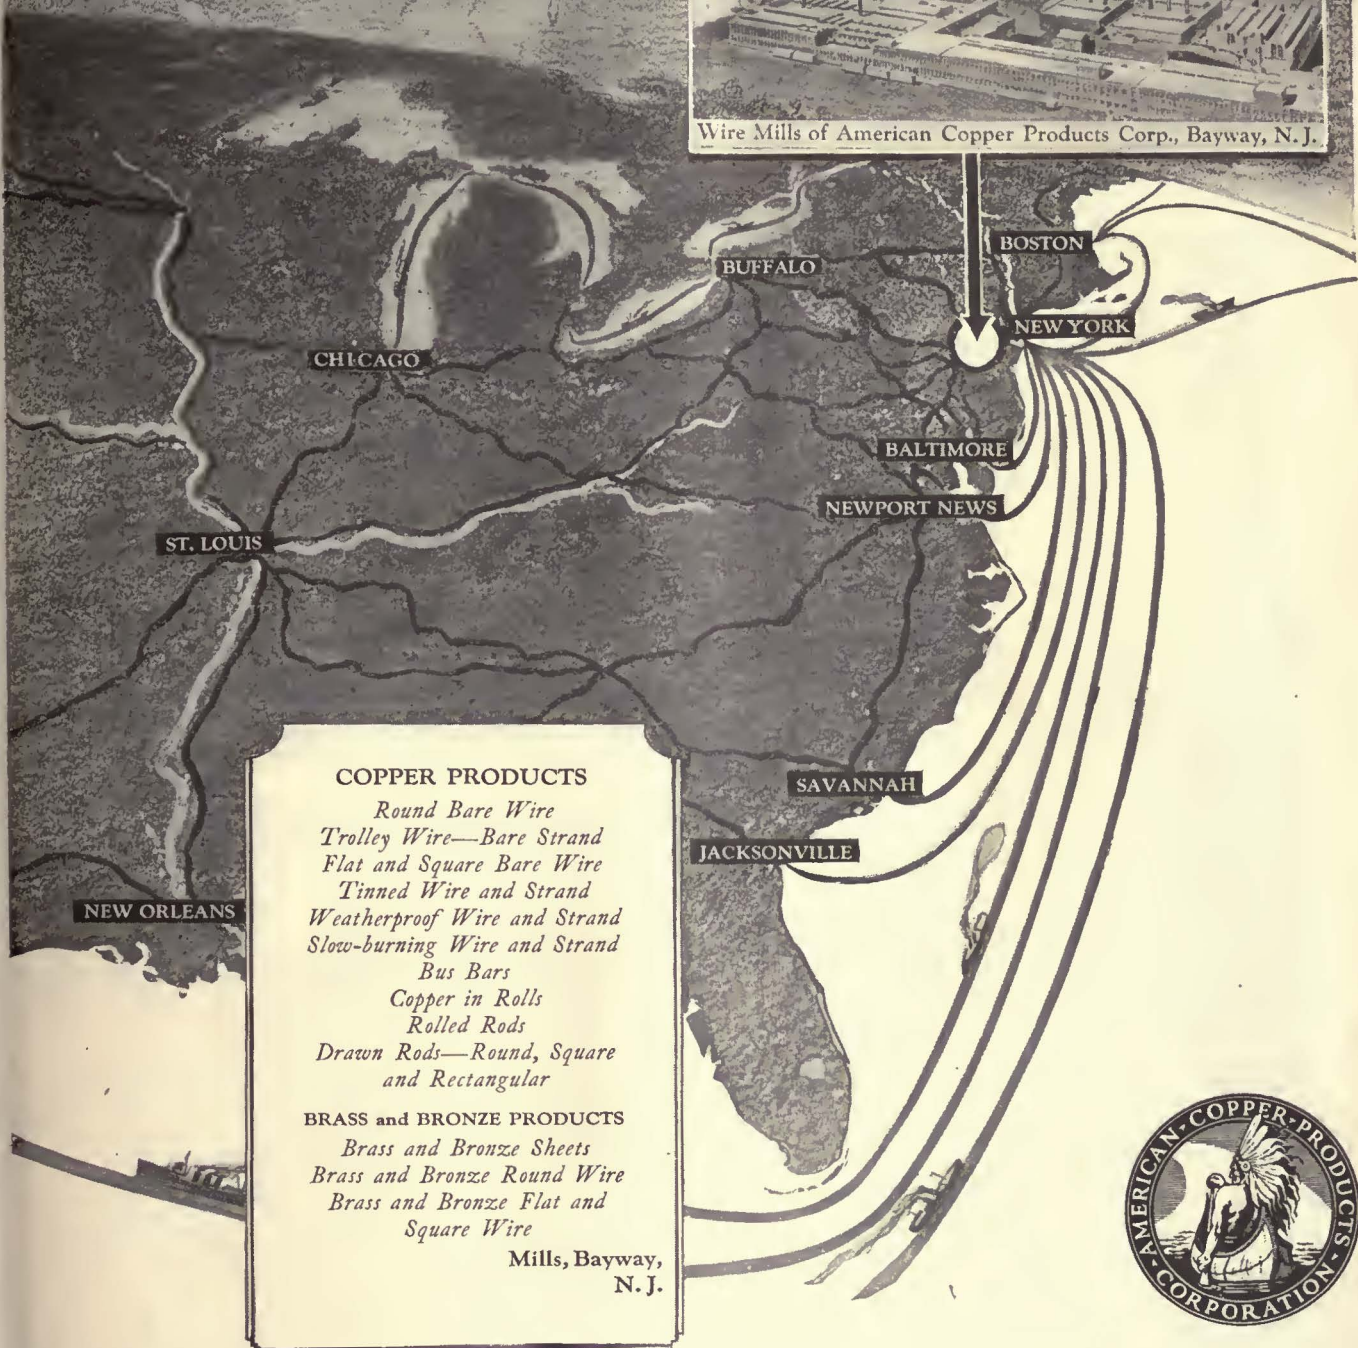 Wire Mills of American Copper Products Corp., Bayway, N. J.
BOSTON
BUFFALO
NEW YORK
CHICAGO
BALTIMORE
NEWPORT NEWS
ST. LOUIS
SAVANNAH
JACKSONVILLE
NEW ORLEANS
COPPER PRODUCTS
Round Bare Wire
Trolley Wire—Bare Strand
Flat and Square Bare Wire
Tinned Wire and Strand
Weatherproof Wire and Strand
Slow-burning Wire and Strand
Bus Bars
Copper in Rolls
Rolled Rods
Drawn Rods—Round, Square
and Rectangular
BRASS and BRONZE PRODUCTS
Brass and Bronze Sheets
Brass and Bronze Round Wire
Brass and Bronze Flat and
Square Wire
Mills, Bayway,
N. J.
AMERICAN·COPPER·PRODUCTS·
CORPORATION